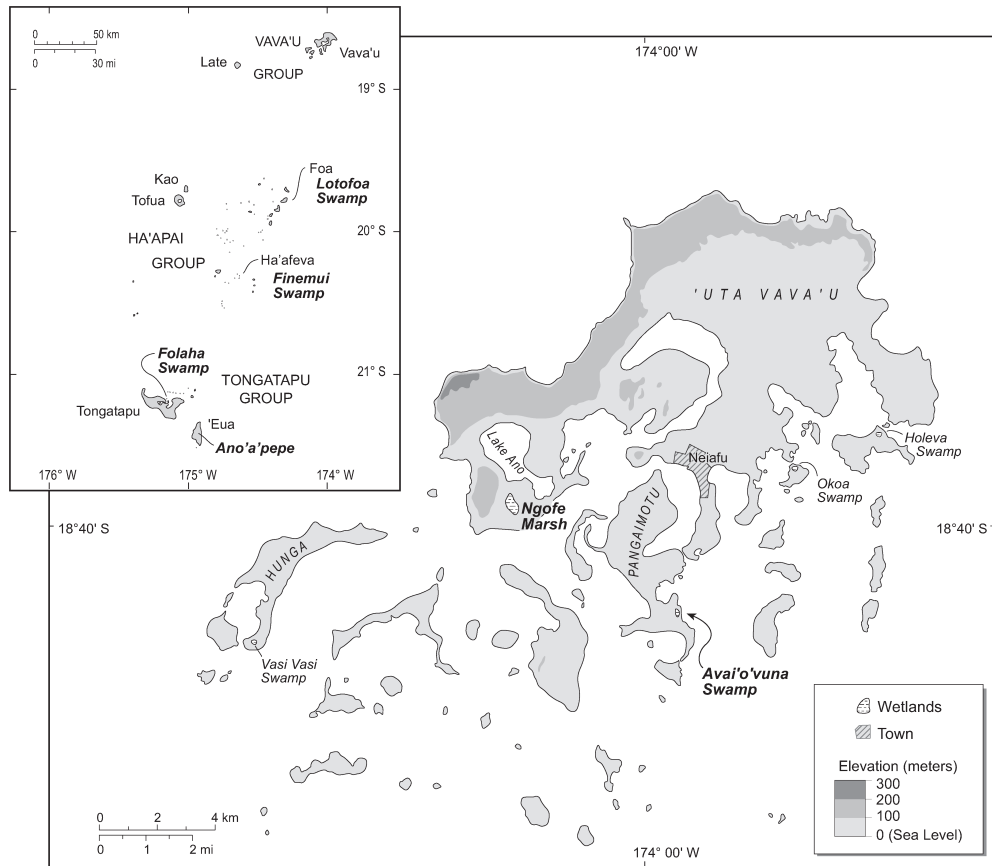 0 50 km
0 30 mi
VAVA'U
GROUP
Vava'u
Late
19° S
Kao
Tofua
Foa
Lotofoa
Swamp
20° S
HA'APAI
GROUP
Ha'afeva
Finemui
Swamp
Folaha
Swamp
21° S
TONGATAPU
GROUP
Tongatapu
'Eua
Ano'a'pepe
176° W 175° W 174° W
174° 00' W
'UTA VAVA'U
Lake Ano
Neiafu
Holeva
Swamp
Okoa
Swamp
Ngofe
Marsh
PANGAIMOTU
18° 40' S
18° 40' S
HUNGA
Vasi Vasi
Swamp
Avai'o'vuna
Swamp
Wetlands
Town
Elevation (meters)
300
200
100
0 (Sea Level)
0 2 4 km
0 1 2 mi
174° 00' W